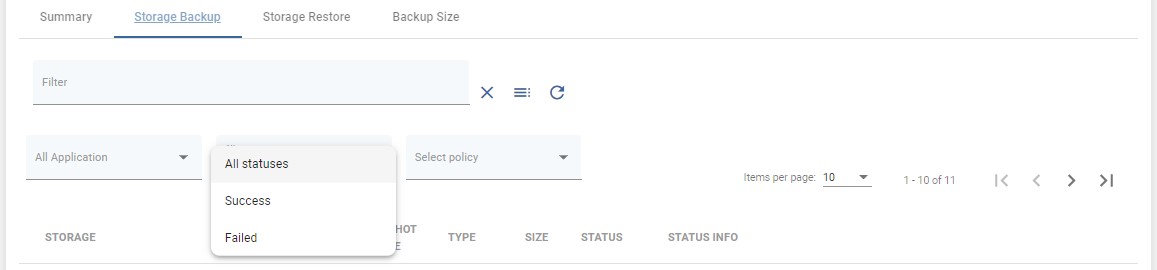 Summary Storage Backup Storage Restore Backup Size
Filter
All Application
All statuses
Success
Failed
Select policy
Items per page: 10 1 - 10 of 11
STORAGE HOT TYPE SIZE STATUS STATUS INFO
E